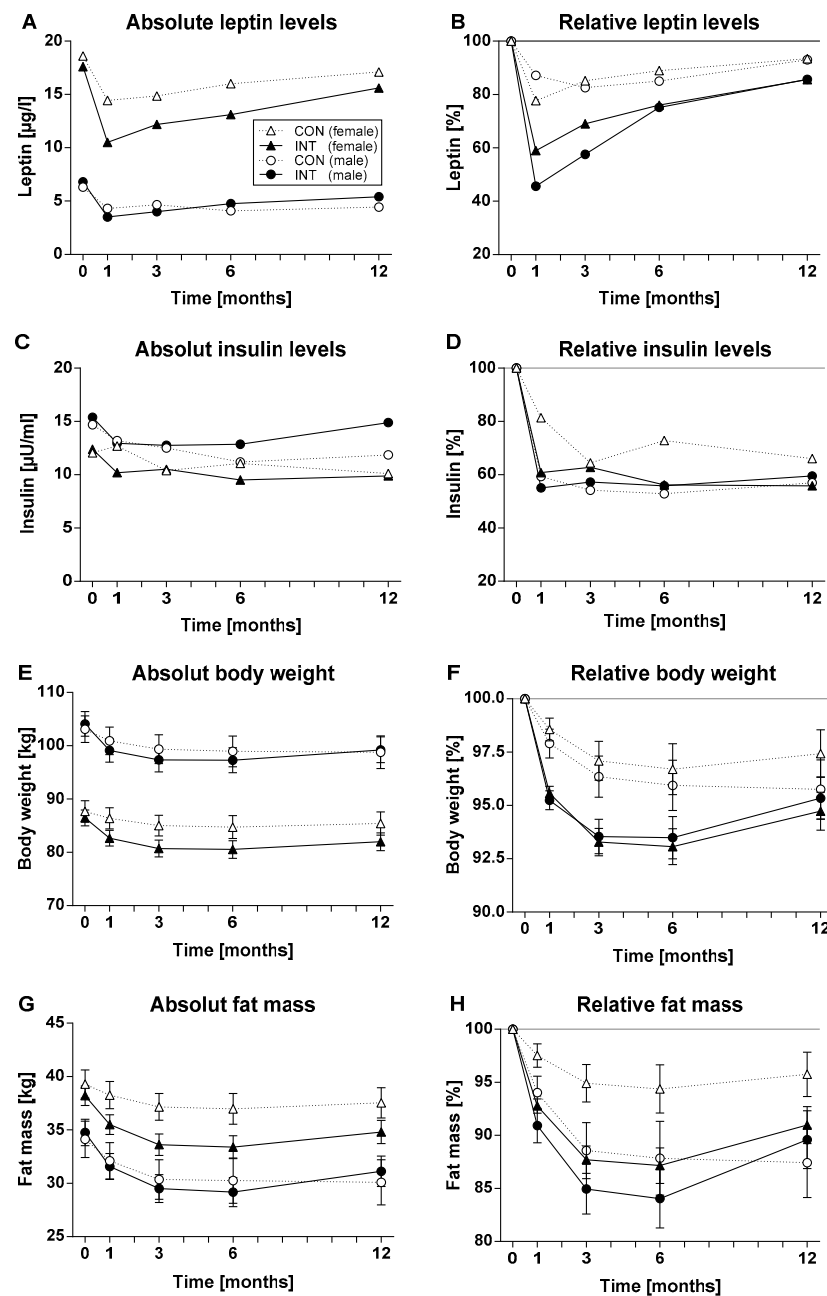 A Absolute leptin levels
Leptin [µg/l]
20
15
10
5
0
CON (female)
INT (female)
CON (male)
INT (male)
0 1 3 6 12
Time [months]
B Relative leptin levels
Leptin [%]
100
80
60
40
20
0 1 3 6 12
Time [months]
C Absolut insulin levels
Insulin [µU/ml]
20
15
10
5
0
0 1 3 6 12
Time [months]
D Relative insulin levels
Insulin [%]
100
80
60
40
20
0 1 3 6 12
Time [months]
E Absolut body weight
Body weight [kg]
110
100
90
80
70
0 1 3 6 12
Time [months]
F Relative body weight
Body weight [%]
100.0
97.5
95.0
92.5
90.0
0 1 3 6 12
Time [months]
G Absolut fat mass
Fat mass [kg]
45
40
35
30
25
0 1 3 6 12
Time [months]
H Relative fat mass
Fat mass [%]
100
95
90
85
80
0 1 3 6 12
Time [months]